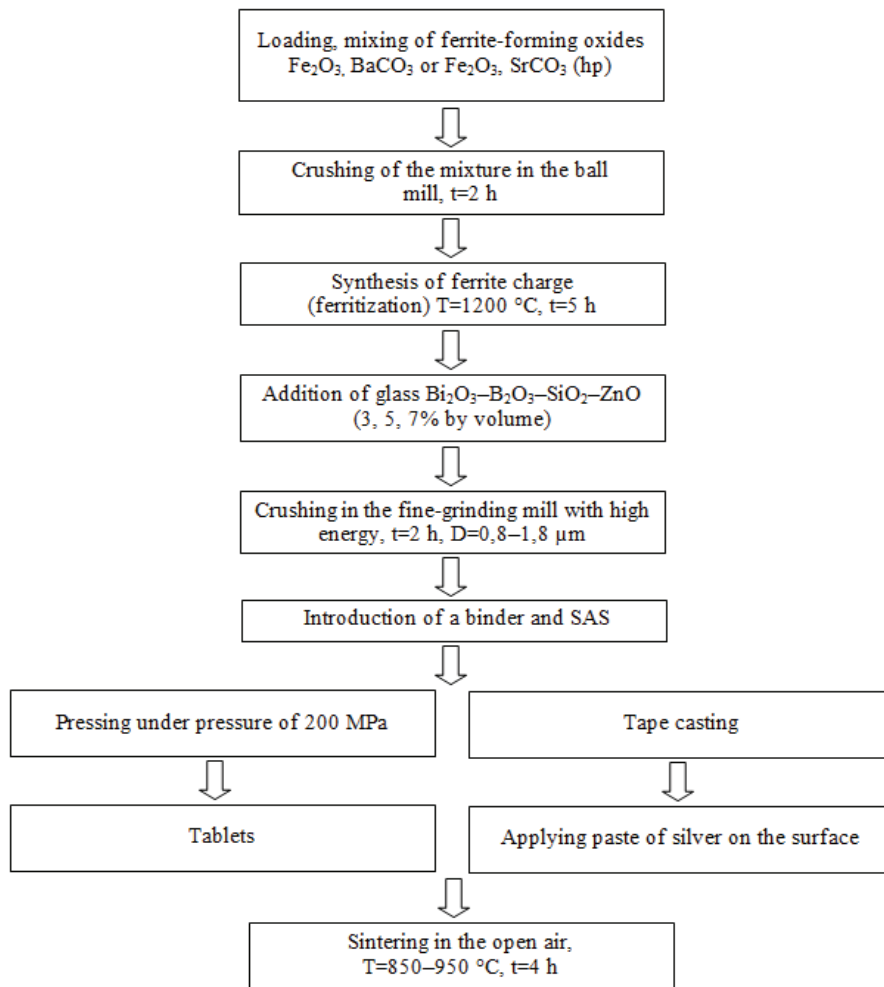 Loading, mixing of ferrite-forming oxides
Fe₂O₃, BaCO₃ or Fe₂O₃, SrCO₃ (hp)
Crushing of the mixture in the ball
mill, t=2 h
Synthesis of ferrite charge
(ferritization) T=1200 °C, t=5 h
Addition of glass Bi₂O₃–B₂O₃–SiO₂–ZnO
(3, 5, 7% by volume)
Crushing in the fine-grinding mill with high
energy, t=2 h, D=0,8–1,8 µm
Introduction of a binder and SAS
Pressing under pressure of 200 MPa
Tape casting
Tablets
Applying paste of silver on the surface
Sintering in the open air,
T=850–950 °C, t=4 h